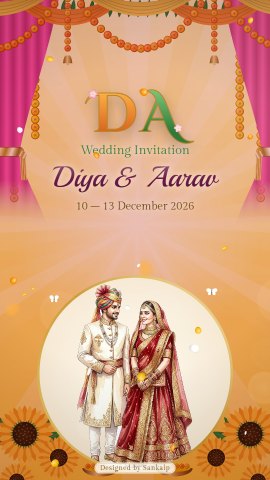 DA
Wedding Invitation
Diya & Aarav
10 — 13 December 2026
Designed by Sankalp